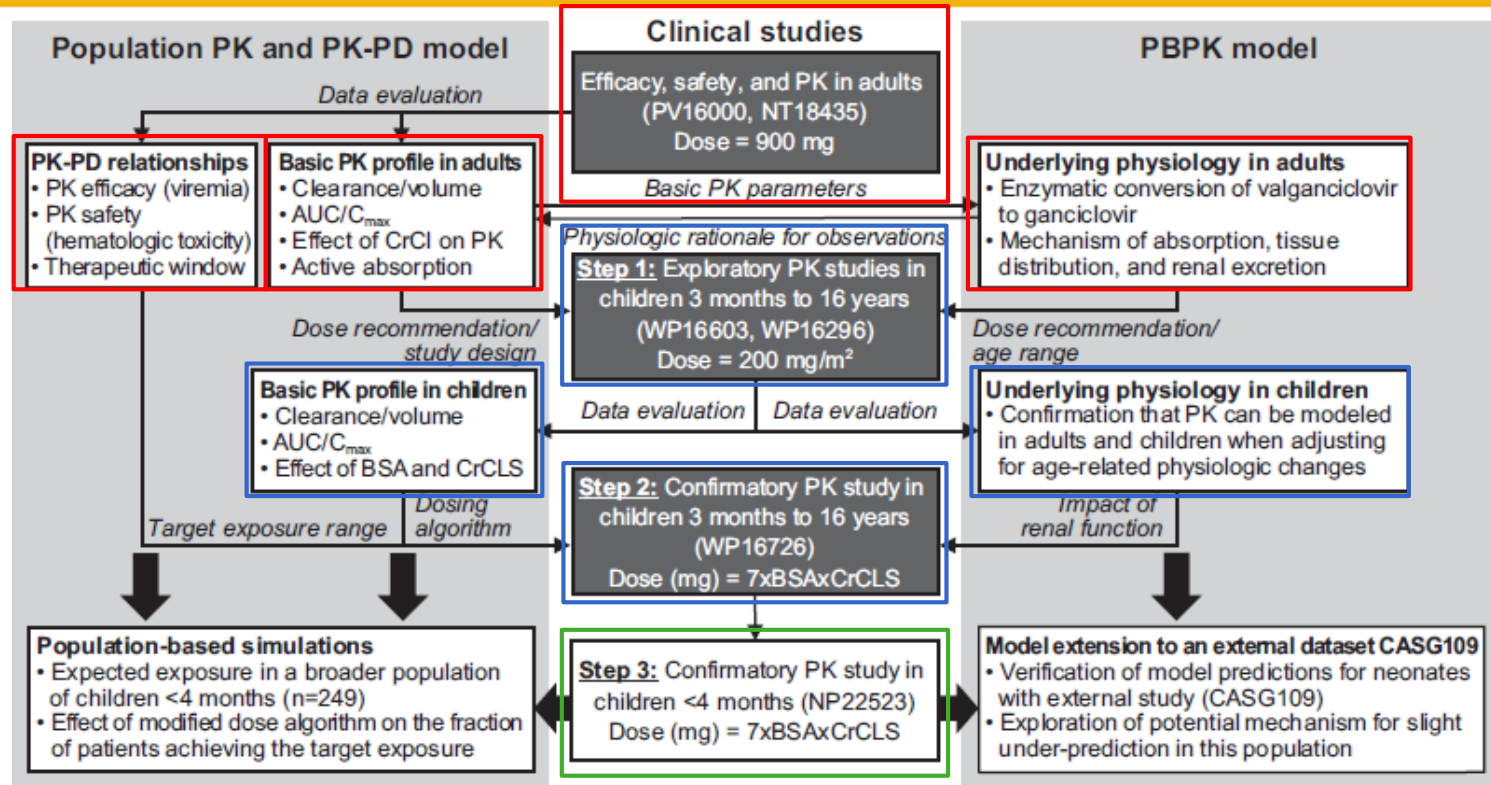 Population PK and PK-PD model
Clinical studies
PBPK model
Efficacy, safety, and PK in adults
(PV16000, NT18435)
Dose = 900 mg
Data evaluation
PK-PD relationships
• PK efficacy (viremia)
• PK safety
(hematologic toxicity)
• Therapeutic window
Basic PK profile in adults
• Clearance/volume
• AUC/Cmax
• Effect of CrCl on PK
• Active absorption
Basic PK parameters
Physiologic rationale for observations
Underlying physiology in adults
• Enzymatic conversion of valganciclovir
to ganciclovir
• Mechanism of absorption, tissue
distribution, and renal excretion
Step 1: Exploratory PK studies in
children 3 months to 16 years
(WP16603, WP16296)
Dose = 200 mg/m²
Dose recommendation/
study design
Dose recommendation/
age range
Basic PK profile in children
• Clearance/volume
• AUC/Cmax
• Effect of BSA and CrCLS
Data evaluation
Data evaluation
Underlying physiology in children
• Confirmation that PK can be modeled
in adults and children when adjusting
for age-related physiologic changes
Step 2: Confirmatory PK study in
children 3 months to 16 years
(WP16726)
Dose (mg) = 7xBSAxCrCLS
Target exposure range
Dosing
algorithm
Impact of
renal function
Population-based simulations
• Expected exposure in a broader population
of children <4 months (n=249)
• Effect of modified dose algorithm on the fraction
of patients achieving the target exposure
Step 3: Confirmatory PK study in
children <4 months (NP22523)
Dose (mg) = 7xBSAxCrCLS
Model extension to an external dataset CASG109
• Verification of model predictions for neonates
with external study (CASG109)
• Exploration of potential mechanism for slight
under-prediction in this population